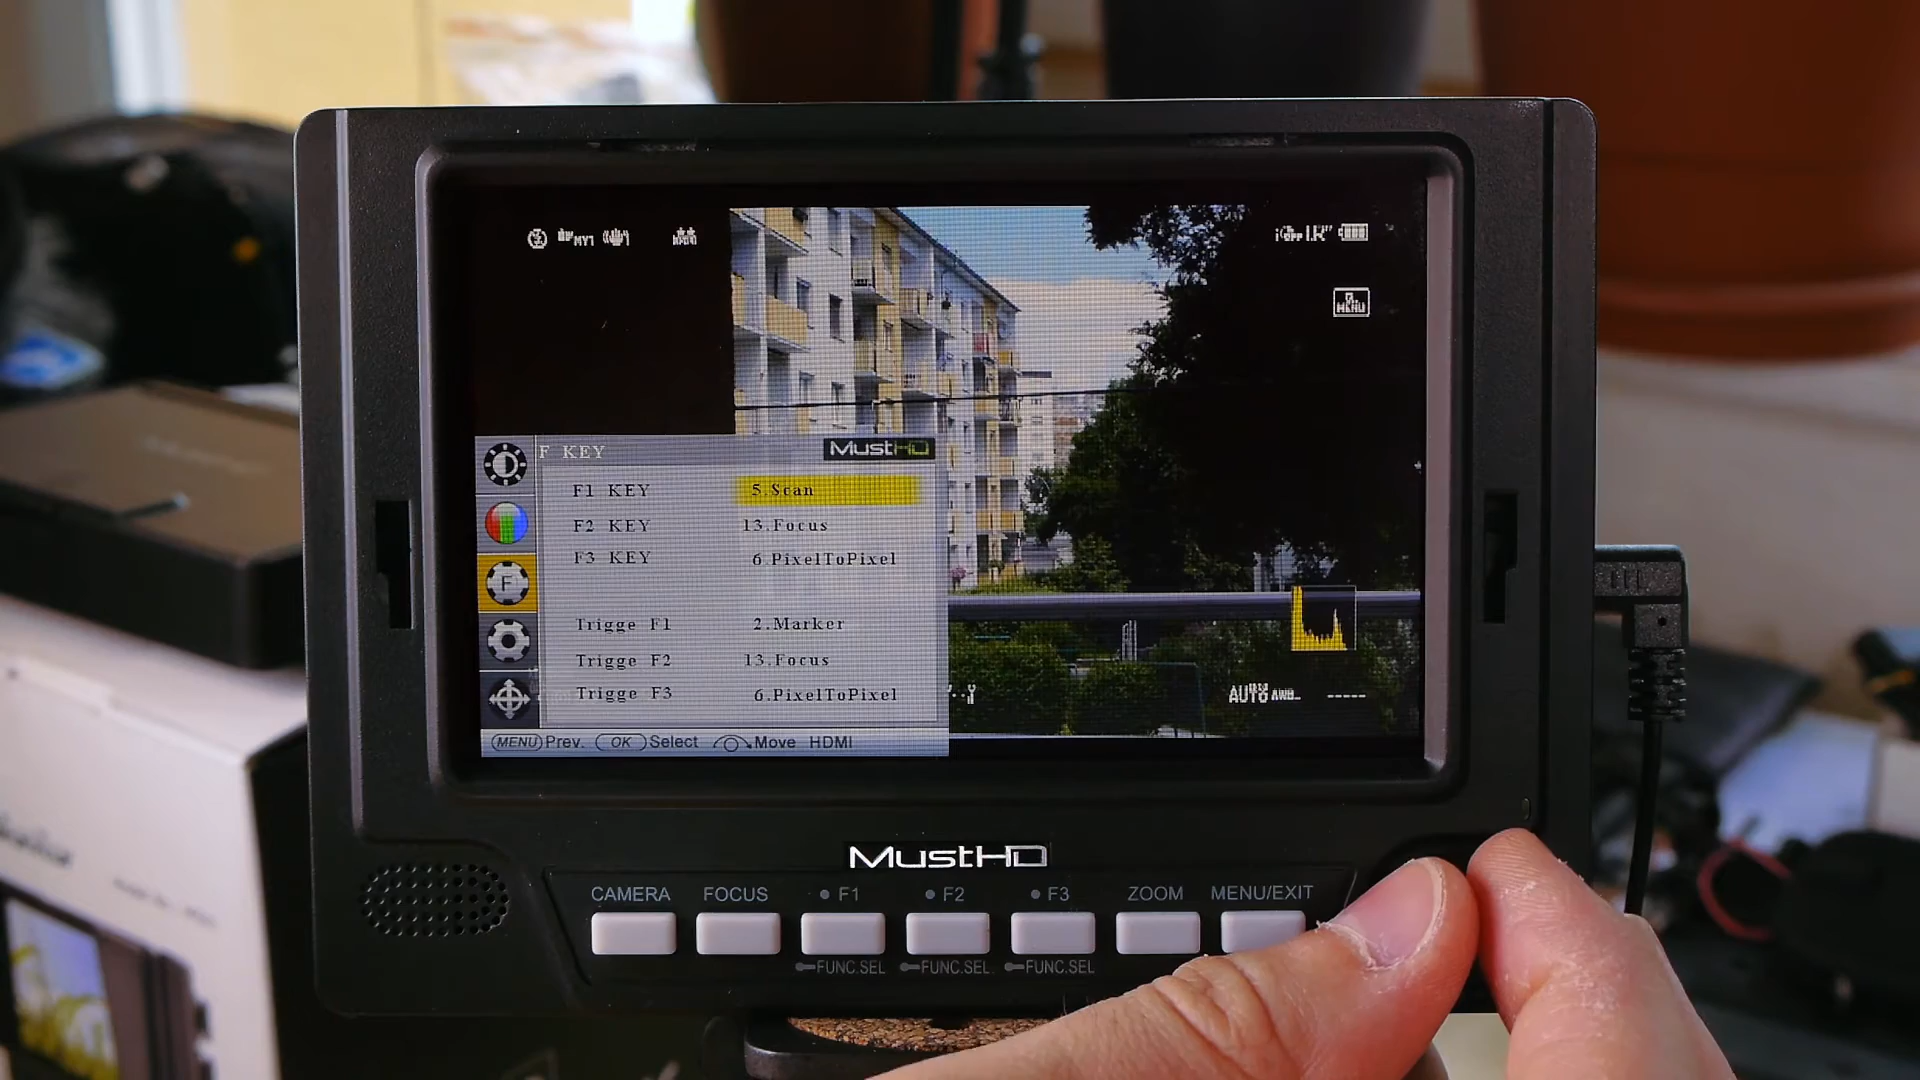 MENU
F KEY MUSTHD
F1 KEY 5.Scan
F2 KEY 13.Focus
F3 KEY 6.PixelToPixel
Trigge F1 2.Marker
Trigge F2 13.Focus
Trigge F3 6.PixelToPixel
AUTO AWB
MENU Prev. OK Select Move HDMI
MUSTHD
CAMERA FOCUS F1 F2 F3 ZOOM MENU/EXIT
FUNC.SEL FUNC.SEL FUNC.SEL